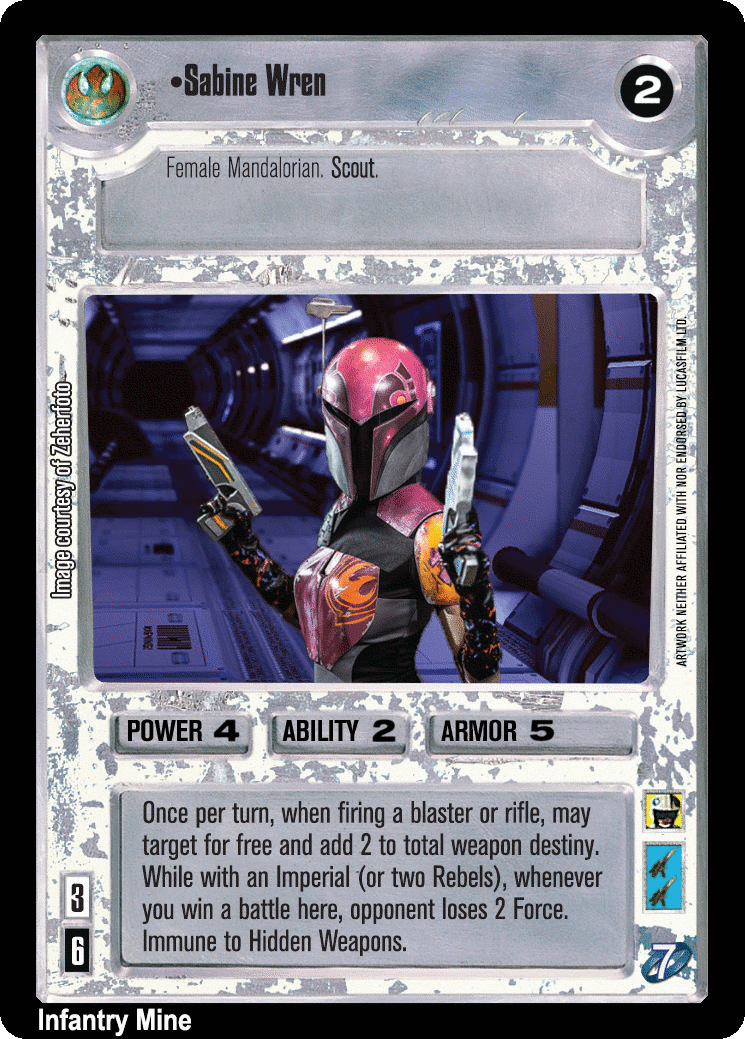 •Sabine Wren
2
Female Mandalorian. Scout.
Image courtesy of Zeherfoto
ARTWORK NEITHER AFFILIATED WITH NOR ENDORSED BY LUCASFILM LTD.
POWER 4
ABILITY 2
ARMOR 5
Once per turn, when firing a blaster or rifle, may
target for free and add 2 to total weapon destiny.
While with an Imperial (or two Rebels), whenever
you win a battle here, opponent loses 2 Force.
Immune to Hidden Weapons.
3
6
7
Infantry Mine